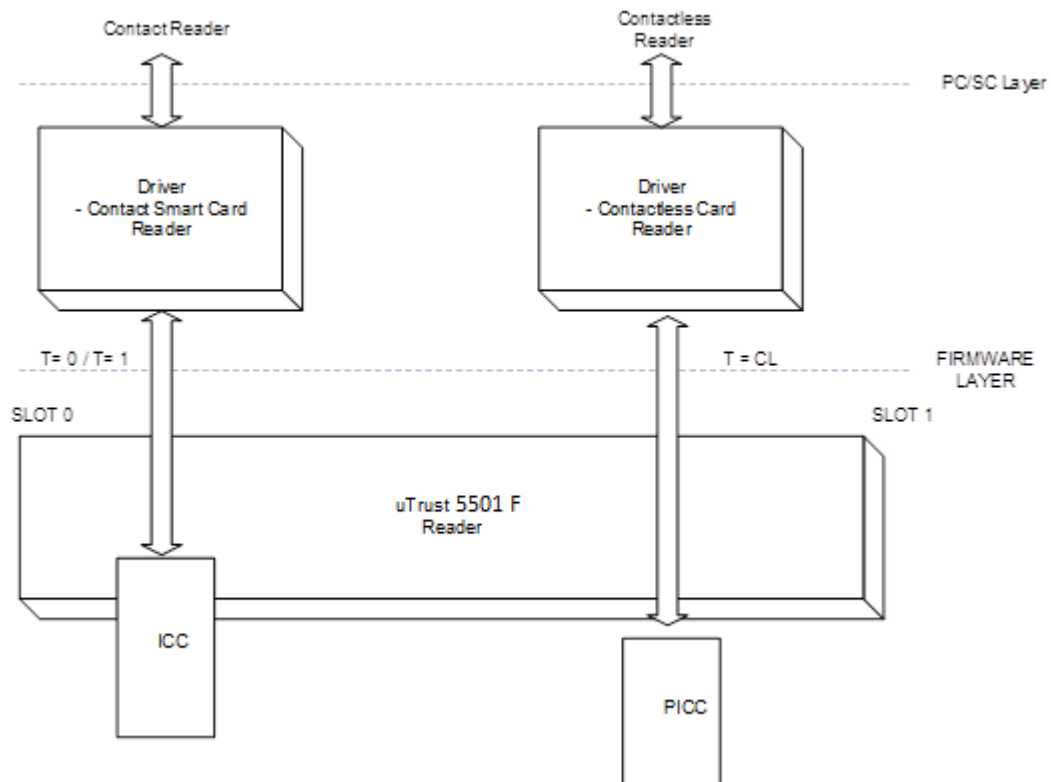 Contact Reader
Contactless
Reader
PC/SC Layer
Driver
- Contact Smart Card
Reader
Driver
- Contactless Card
Reader
T= 0 / T= 1
T = CL
FIRMWARE
LAYER
SLOT 0
SLOT 1
uTrust 5501 F
Reader
ICC
PICC